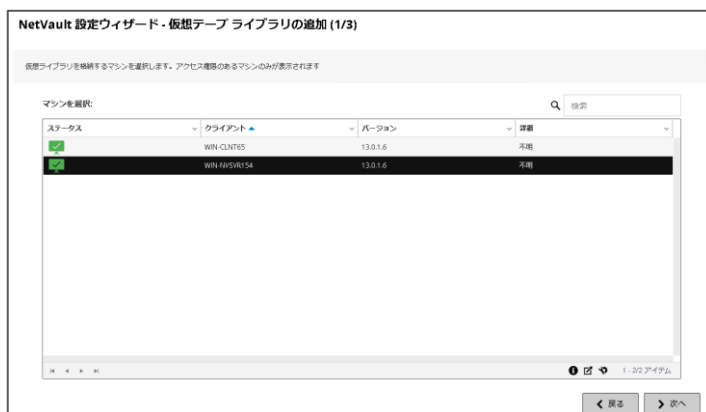 NetVault 設定ウィザード - 仮想テープ ライブラリの追加 (1/3)
仮想ライブラリを格納するマシンを選択します。アクセス権限のあるマシンのみが表示されます
マシンを選択:
検索
ステータス クライアント バージョン 詳細
WIN-CLNT65 13.0.1.6 不明
WIN-NVSVR154 13.0.1.6 不明
1 - 2/2 アイテム
戻る 次へ